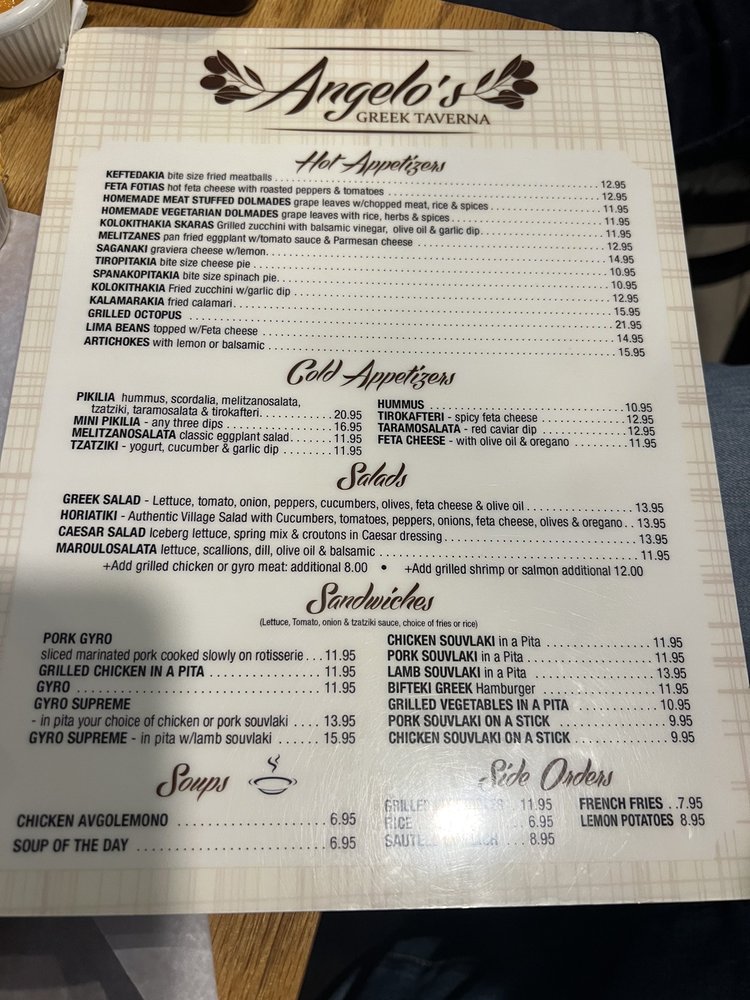 Angelo's
GREEK TAVERNA
Hot Appetizers
KEFTEDAKIA bite size fried meatballs 12.95
FETA FOTIAS hot feta cheese with roasted peppers & tomatoes 12.95
HOMEMADE MEAT STUFFED DOLMADES grape leaves w/chopped meat, rice & spices 11.95
HOMEMADE VEGETARIAN DOLMADES grape leaves with rice, herbs & spices 11.95
KOLOKITHAKIA SKARAS Grilled zucchini with balsamic vinegar, olive oil & garlic dip 11.95
MELITZANES pan fried eggplant w/tomato sauce & Parmesan cheese 12.95
SAGANAKI graviera cheese w/lemon 14.95
TIROPITAKIA bite size cheese pie 10.95
SPANAKOPITAKIA bite size spinach pie 10.95
KOLOKITHAKIA Fried zucchini w/garlic dip 12.95
KALAMARAKIA fried calamari 15.95
GRILLED OCTOPUS 21.95
LIMA BEANS topped w/Feta cheese 14.95
ARTICHOKES with lemon or balsamic 15.95
Cold Appetizers
PIKILIA hummus, scordalia, melitzanosalata,
tzatziki, taramosalata & tirokafteri 20.95
MINI PIKILIA - any three dips 16.95
MELITZANOSALATA classic eggplant salad 11.95
TZATZIKI - yogurt, cucumber & garlic dip 11.95
HUMMUS 10.95
TIROKAFTERI - spicy feta cheese 12.95
TARAMOSALATA - red caviar dip 12.95
FETA CHEESE - with olive oil & oregano 11.95
Salads
GREEK SALAD - Lettuce, tomato, onion, peppers, cucumbers, olives, feta cheese & olive oil 13.95
HORIATIKI - Authentic Village Salad with Cucumbers, tomatoes, peppers, onions, feta cheese, olives & oregano 13.95
CAESAR SALAD Iceberg lettuce, spring mix & croutons in Caesar dressing 13.95
MAROULOSALATA lettuce, scallions, dill, olive oil & balsamic 11.95
+Add grilled chicken or gyro meat: additional 8.00 • +Add grilled shrimp or salmon additional 12.00
Sandwiches
(Lettuce, Tomato, onion & tzatziki sauce, choice of fries or rice)
PORK GYRO
sliced marinated pork cooked slowly on rotisserie 11.95
GRILLED CHICKEN IN A PITA 11.95
GYRO 11.95
GYRO SUPREME
- in pita your choice of chicken or pork souvlaki 13.95
GYRO SUPREME - in pita w/lamb souvlaki 15.95
CHICKEN SOUVLAKI in a Pita 11.95
PORK SOUVLAKI in a Pita 11.95
LAMB SOUVLAKI in a Pita 13.95
BIFTEKI GREEK Hamburger 11.95
GRILLED VEGETABLES IN A PITA 10.95
PORK SOUVLAKI ON A STICK 9.95
CHICKEN SOUVLAKI ON A STICK 9.95
Soups
CHICKEN AVGOLEMONO 6.95
SOUP OF THE DAY 6.95
Side Orders
GRILLED 11.95
RICE 6.95
8.95
FRENCH FRIES 7.95
LEMON POTATOES 8.95